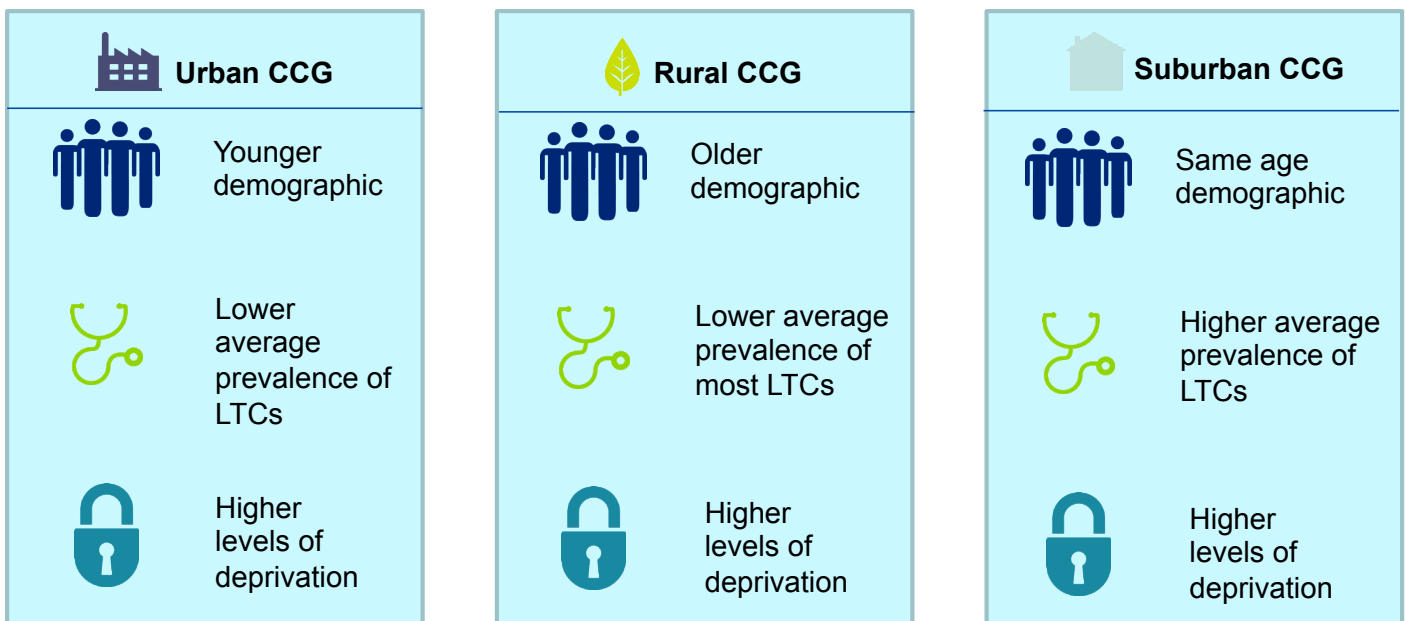 Urban CCG
Younger
demographic
Lower
average
prevalence of
LTCs
Higher
levels of
deprivation
Rural CCG
Older
demographic
Lower average
prevalence of
most LTCs
Higher
levels of
deprivation
Suburban CCG
Same age
demographic
Higher average
prevalence of
LTCs
Higher
levels of
deprivation